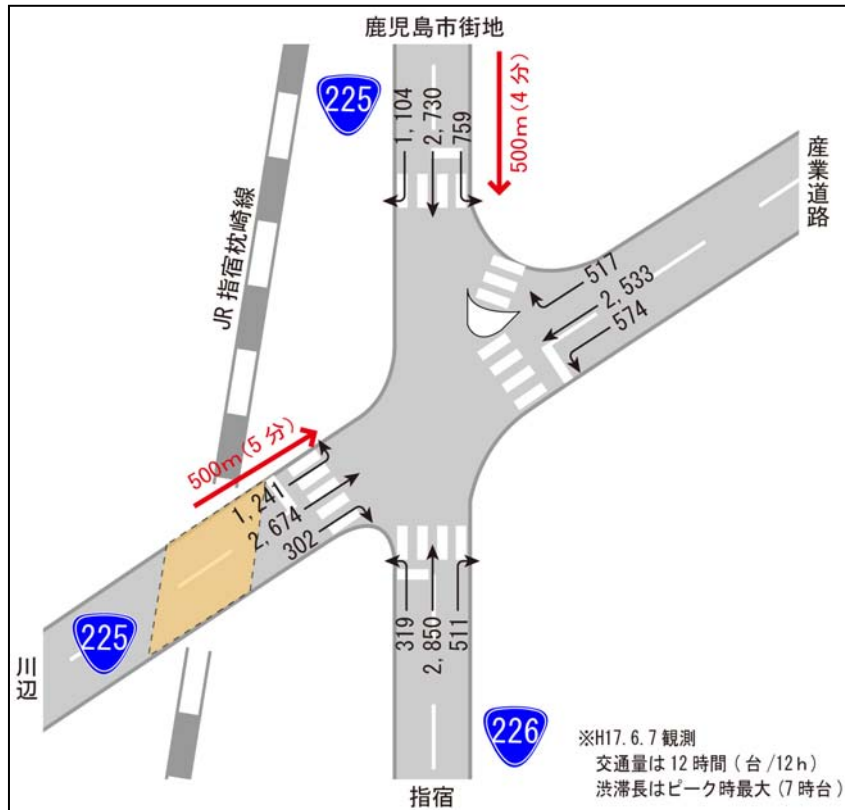 鹿児島市街地
225
1,104
2,730
759
500m(4分)
産業道路
JR指宿枕崎線
517
2,533
574
500m(5分)
1,241
2,674
302
225
川辺
319
2,850
511
226
指宿
※H17.6.7観測
交通量は12時間(台/12h)
渋滞長はピーク時最大(7時台)